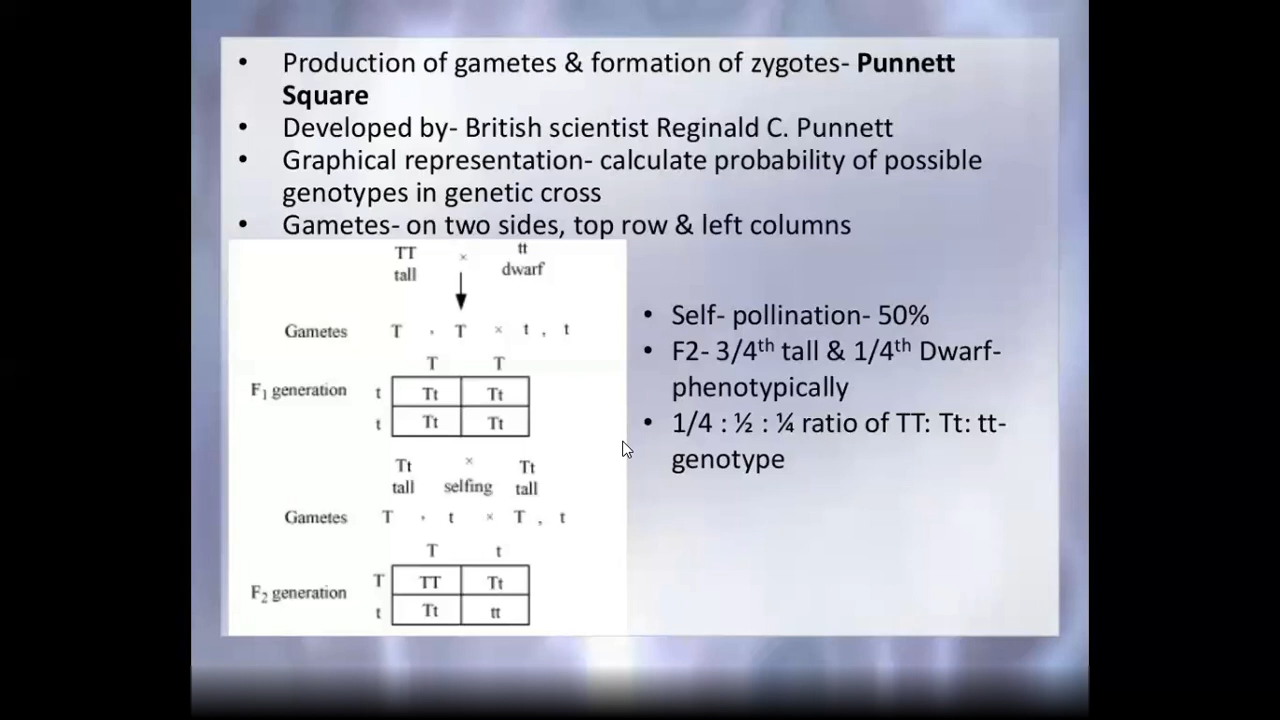 • Production of gametes & formation of zygotes- Punnett
Square
• Developed by- British scientist Reginald C. Punnett
• Graphical representation- calculate probability of possible
genotypes in genetic cross
• Gametes- on two sides, top row & left columns
TT × tt
tall dwarf
Gametes T , T × t , t
T T
F1 generation t Tt Tt
t Tt Tt
Tt × Tt
tall selfing tall
Gametes T , t × T , t
T t
F2 generation T TT Tt
t Tt tt
• Self- pollination- 50%
• F2- 3/4th tall & 1/4th Dwarf-
phenotypically
• 1/4 : ½ : ¼ ratio of TT: Tt: tt-
genotype